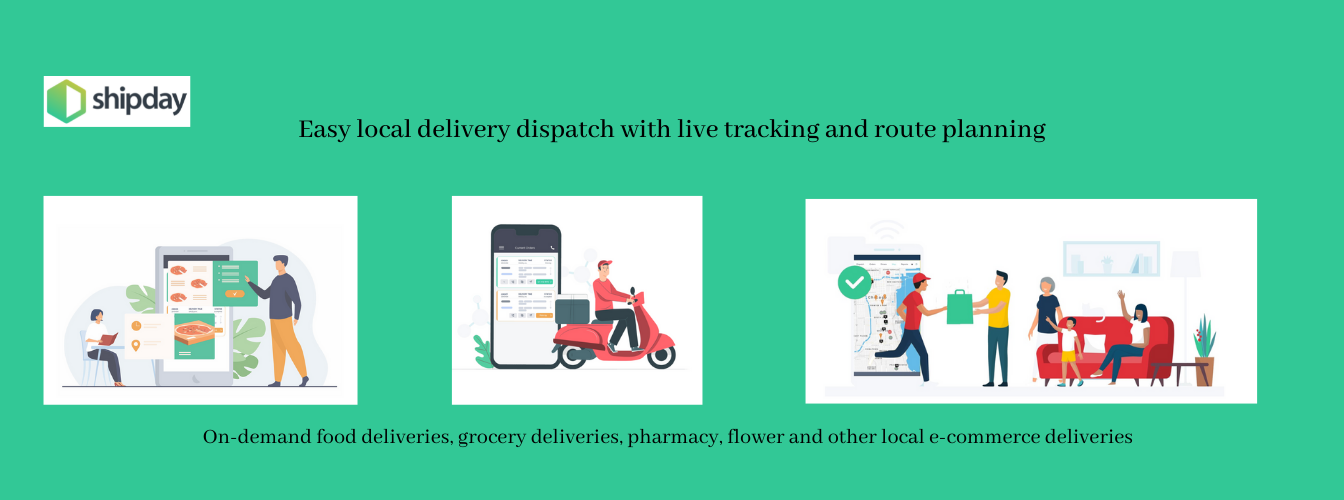 shipday
Easy local delivery dispatch with live tracking and route planning
On-demand food deliveries, grocery deliveries, pharmacy, flower and other local e-commerce deliveries